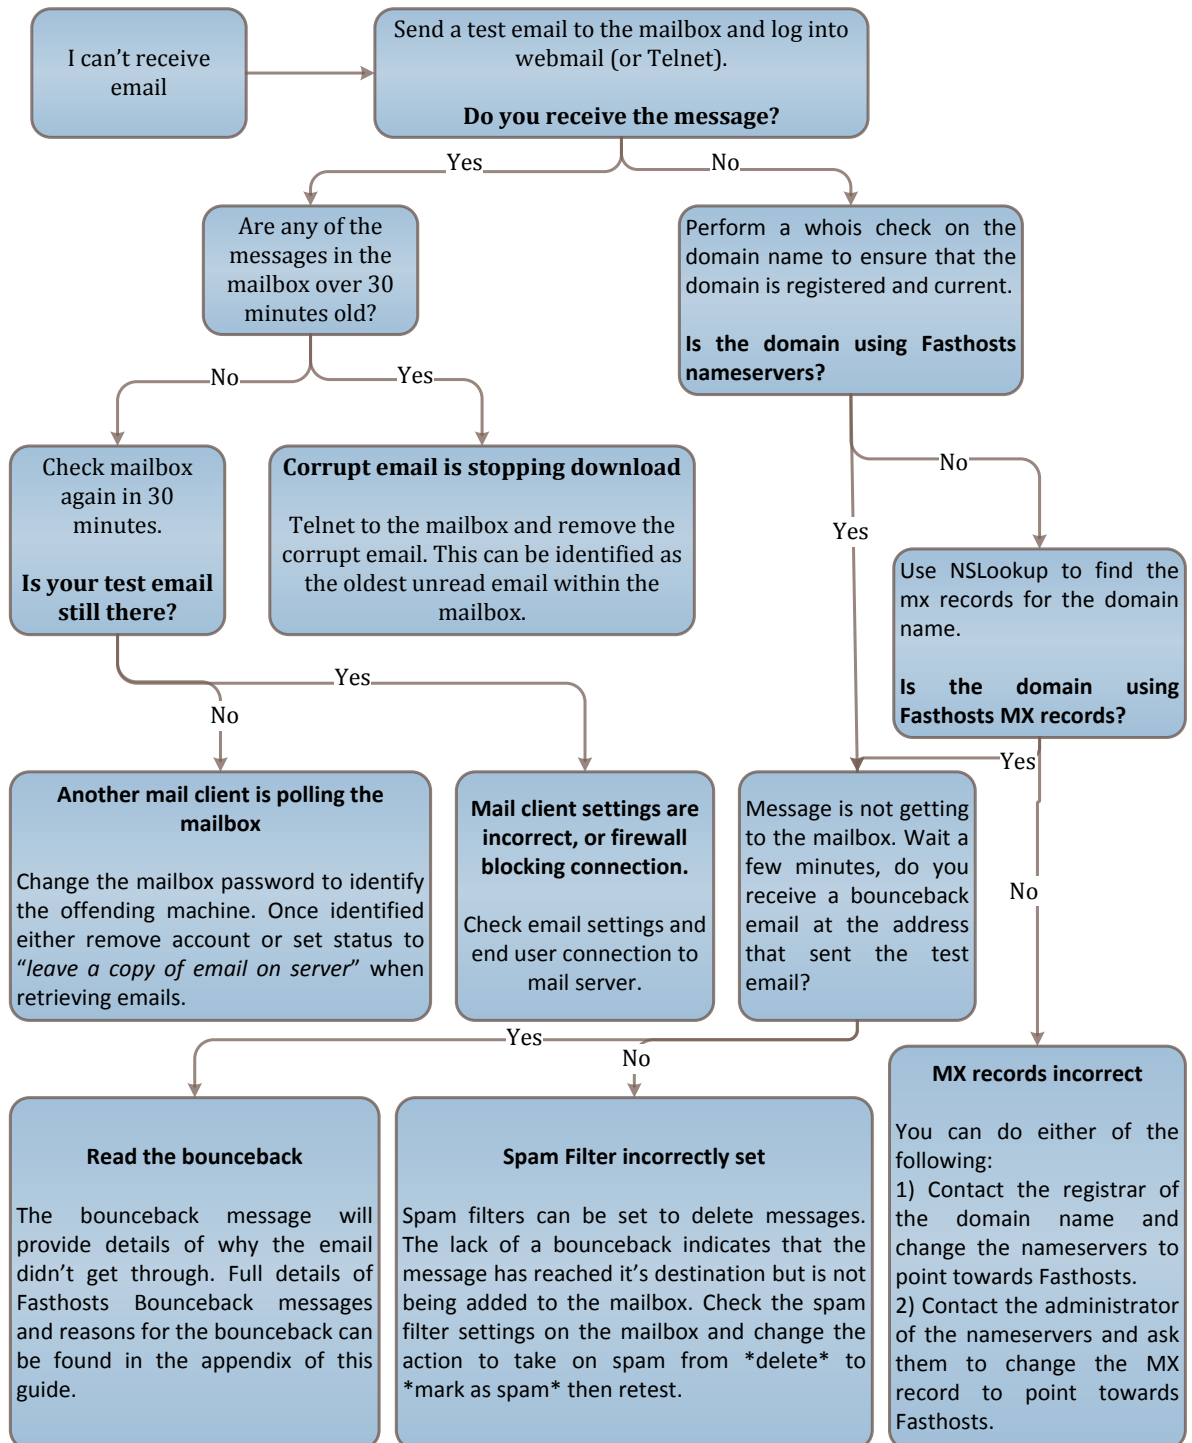 I can’t receive
email
Send a test email to the mailbox and log into
webmail (or Telnet).
Do you receive the message?
Yes
No
Are any of the
messages in the
mailbox over 30
minutes old?
Perform a whois check on the
domain name to ensure that the
domain is registered and current.
Is the domain using Fasthosts
nameservers?
No
Yes
Check mailbox
again in 30
minutes.
Is your test email
still there?
Corrupt email is stopping download
Telnet to the mailbox and remove the
corrupt email. This can be identified as
the oldest unread email within the
mailbox.
No
Yes
Use NSLookup to find the
mx records for the domain
name.
Is the domain using
Fasthosts MX records?
Yes
No
Yes
No
Another mail client is polling the
mailbox
Change the mailbox password to identify
the offending machine. Once identified
either remove account or set status to
“leave a copy of email on server” when
retrieving emails.
Mail client settings are
incorrect, or firewall
blocking connection.
Check email settings and
end user connection to
mail server.
Message is not getting
to the mailbox. Wait a
few minutes, do you
receive a bounceback
email at the address
that sent the test
email?
Yes
No
Read the bounceback
The bounceback message will
provide details of why the email
didn’t get through. Full details of
Fasthosts Bounceback messages
and reasons for the bounceback can
be found in the appendix of this
guide.
Spam Filter incorrectly set
Spam filters can be set to delete messages.
The lack of a bounceback indicates that the
message has reached it’s destination but is not
being added to the mailbox. Check the spam
filter settings on the mailbox and change the
action to take on spam from *delete* to
*mark as spam* then retest.
MX records incorrect
You can do either of the
following:
1) Contact the registrar of
the domain name and
change the nameservers to
point towards Fasthosts.
2) Contact the administrator
of the nameservers and ask
them to change the MX
record to point towards
Fasthosts.